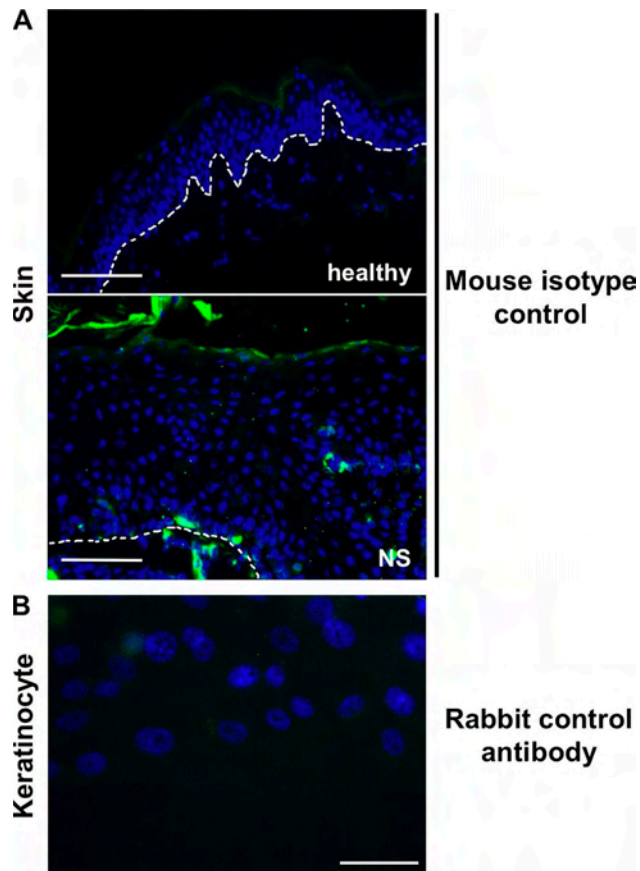 A
Skin
healthy
Mouse isotype
control
NS
B
Keratinocyte
Rabbit control
antibody